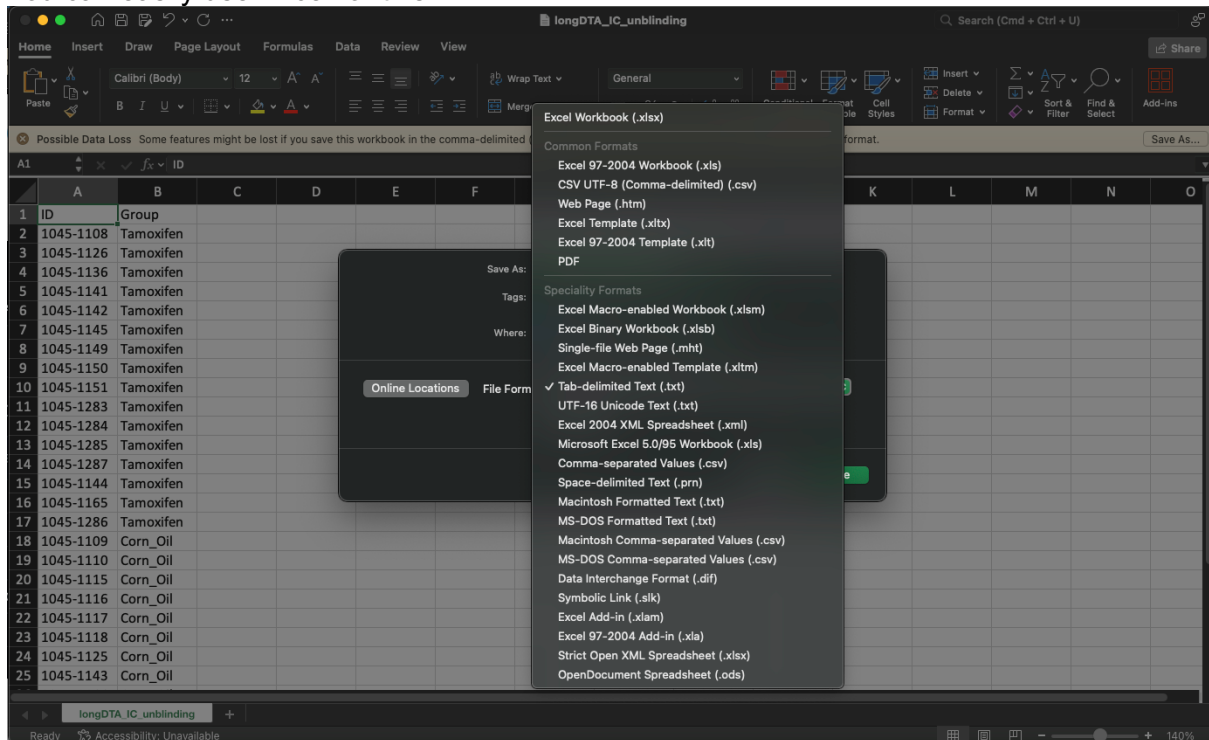 longDTA_IC_unblinding
Search (Cmd + Ctrl + U)
Home Insert Draw Page Layout Formulas Data Review View
Share
Paste
Calibri (Body) 12 A^ A˅
B I U A
ab Wrap Text
Merge
General
Cell Styles
Insert
Delete
Format
Sort & Filter
Find & Select
Add-ins
Possible Data Loss Some features might be lost if you save this workbook in the comma-delimited
format.
Save As...
A1 fx ID
A B C D E F K L M N O
1 ID Group
2 1045-1108 Tamoxifen
3 1045-1126 Tamoxifen
4 1045-1136 Tamoxifen
5 1045-1141 Tamoxifen
6 1045-1142 Tamoxifen
7 1045-1145 Tamoxifen
8 1045-1149 Tamoxifen
9 1045-1150 Tamoxifen
10 1045-1151 Tamoxifen
11 1045-1283 Tamoxifen
12 1045-1284 Tamoxifen
13 1045-1285 Tamoxifen
14 1045-1287 Tamoxifen
15 1045-1144 Tamoxifen
16 1045-1165 Tamoxifen
17 1045-1286 Tamoxifen
18 1045-1109 Corn_Oil
19 1045-1110 Corn_Oil
20 1045-1115 Corn_Oil
21 1045-1116 Corn_Oil
22 1045-1117 Corn_Oil
23 1045-1118 Corn_Oil
24 1045-1125 Corn_Oil
25 1045-1143 Corn_Oil
Save As:
Tags:
Where:
Online Locations File Form
Excel Workbook (.xlsx)
Common Formats
Excel 97-2004 Workbook (.xls)
CSV UTF-8 (Comma-delimited) (.csv)
Web Page (.htm)
Excel Template (.xltx)
Excel 97-2004 Template (.xlt)
PDF
Speciality Formats
Excel Macro-enabled Workbook (.xlsm)
Excel Binary Workbook (.xlsb)
Single-file Web Page (.mht)
Excel Macro-enabled Template (.xltm)
✓ Tab-delimited Text (.txt)
UTF-16 Unicode Text (.txt)
Excel 2004 XML Spreadsheet (.xml)
Microsoft Excel 5.0/95 Workbook (.xls)
Comma-separated Values (.csv)
Space-delimited Text (.prn)
Macintosh Formatted Text (.txt)
MS-DOS Formatted Text (.txt)
Macintosh Comma-separated Values (.csv)
MS-DOS Comma-separated Values (.csv)
Data Interchange Format (.dif)
Symbolic Link (.slk)
Excel Add-in (.xlam)
Excel 97-2004 Add-in (.xla)
Strict Open XML Spreadsheet (.xlsx)
OpenDocument Spreadsheet (.ods)
longDTA_IC_unblinding +
Ready Accessibility: Unavailable
140%